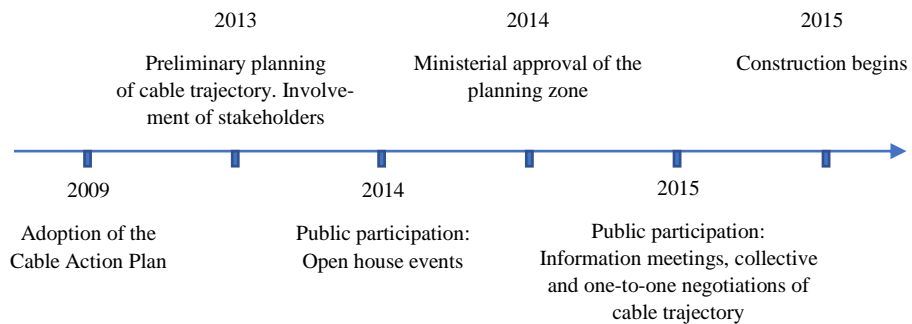 2013
Preliminary planning
of cable trajectory. Involve-
ment of stakeholders
2014
Ministerial approval of the
planning zone
2015
Construction begins
2009
Adoption of the
Cable Action Plan
2014
Public participation:
Open house events
2015
Public participation:
Information meetings, collective
and one-to-one negotiations of
cable trajectory